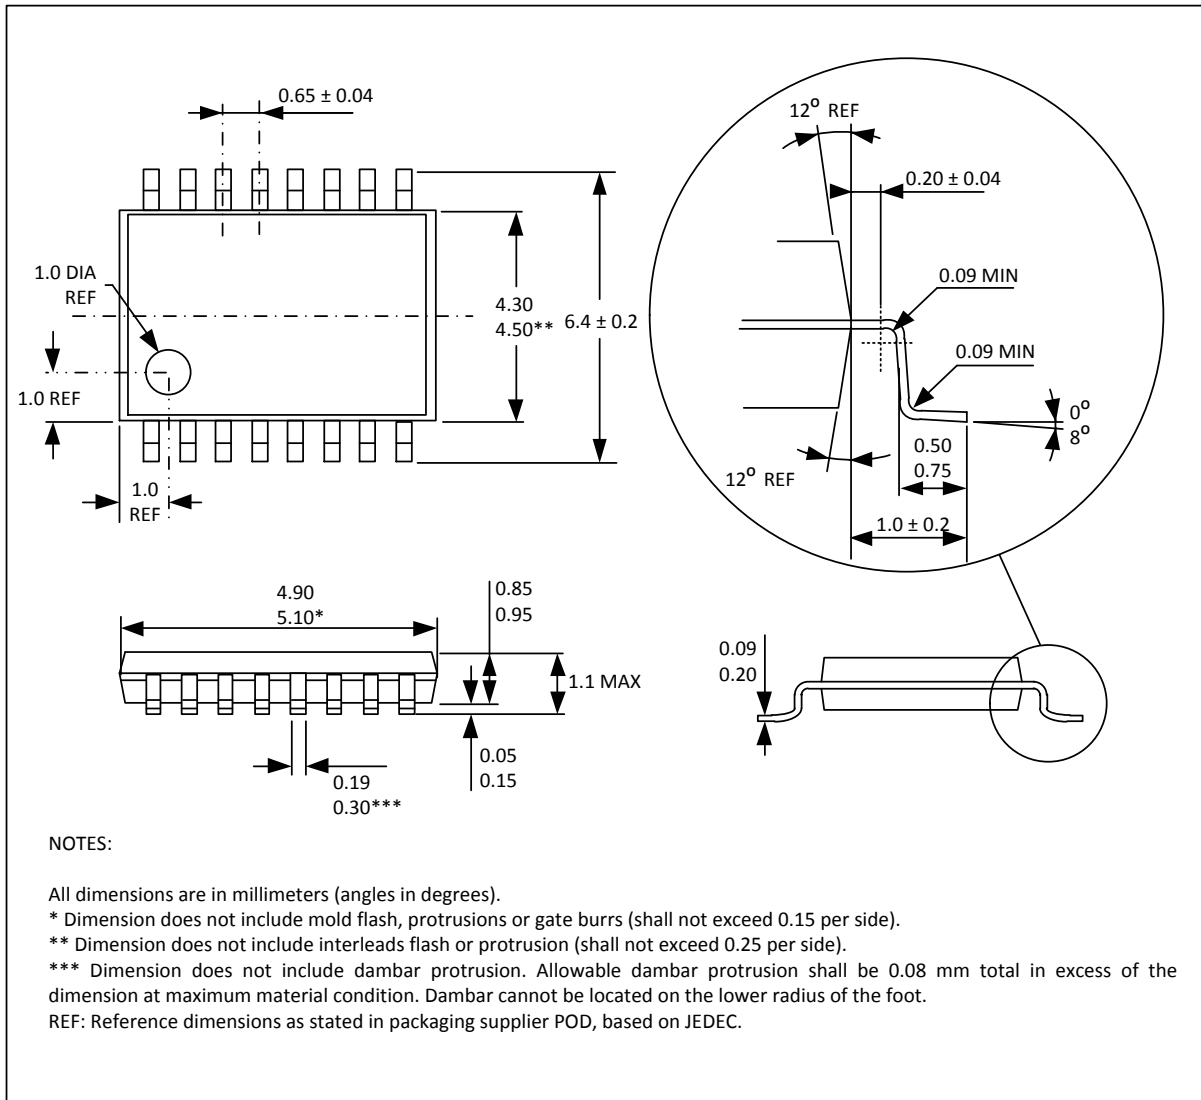 0.65 ± 0.04
1.0 DIA
REF
4.30
4.50**
6.4 ± 0.2
1.0 REF
1.0
REF
12° REF
0.20 ± 0.04
0.09 MIN
0.09 MIN
0°
8°
0.50
0.75
12° REF
1.0 ± 0.2
4.90
5.10*
0.85
0.95
1.1 MAX
0.05
0.15
0.19
0.30***
0.09
0.20
NOTES:
All dimensions are in millimeters (angles in degrees).
* Dimension does not include mold flash, protrusions or gate burrs (shall not exceed 0.15 per side).
** Dimension does not include interleads flash or protrusion (shall not exceed 0.25 per side).
*** Dimension does not include dambar protrusion. Allowable dambar protrusion shall be 0.08 mm total in excess of the
dimension at maximum material condition. Dambar cannot be located on the lower radius of the foot.
REF: Reference dimensions as stated in packaging supplier POD, based on JEDEC.